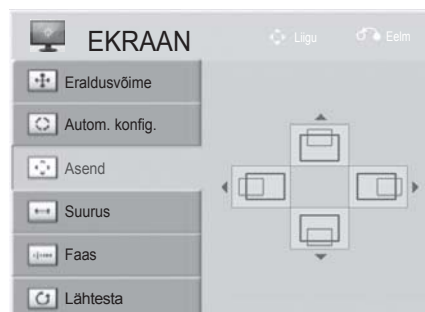 EKRAAN
Liigu
Eelm
Eraldusvõime
Autom. konfig.
Asend
Suurus
Faas
Lähtesta